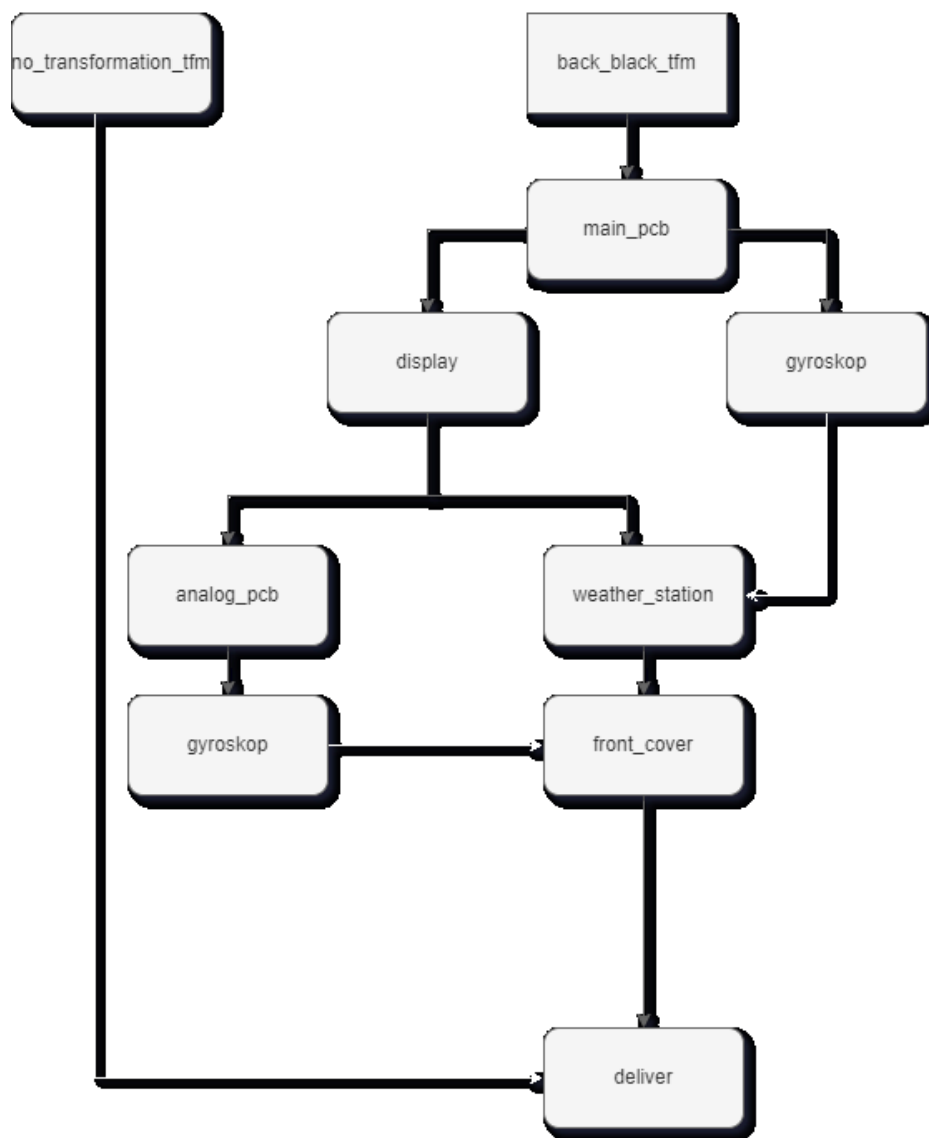 no_transformation_tfm
back_black_tfm
main_pcb
display
gyroskop
analog_pcb
weather_station
gyroskop
front_cover
deliver